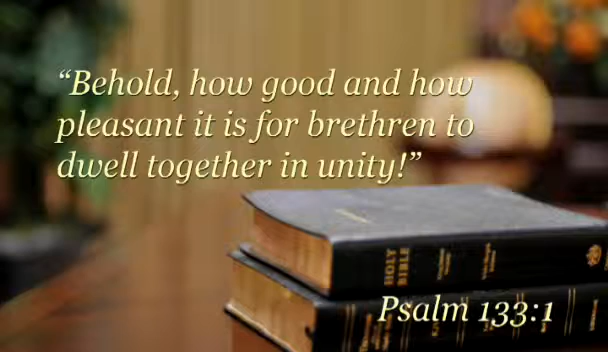 “Behold, how good and how
pleasant it is for brethren to
dwell together in unity!”
HOLY
BIBLE
Psalm 133:1